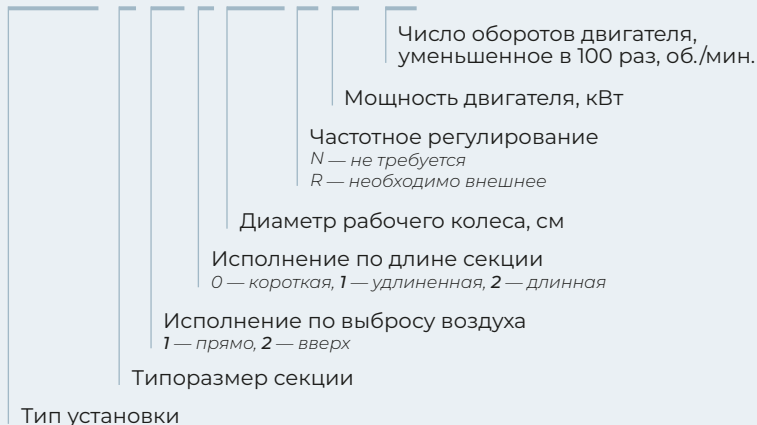 Число оборотов двигателя,
уменьшенное в 100 раз, об./мин.
Мощность двигателя, кВт
Частотное регулирование
N — не требуется
R — необходимо внешнее
Диаметр рабочего колеса, см
Исполнение по длине секции
0 — короткая, 1 — удлиненная, 2 — длинная
Исполнение по выбросу воздуха
1 — прямо, 2 — вверх
Типоразмер секции
Тип установки